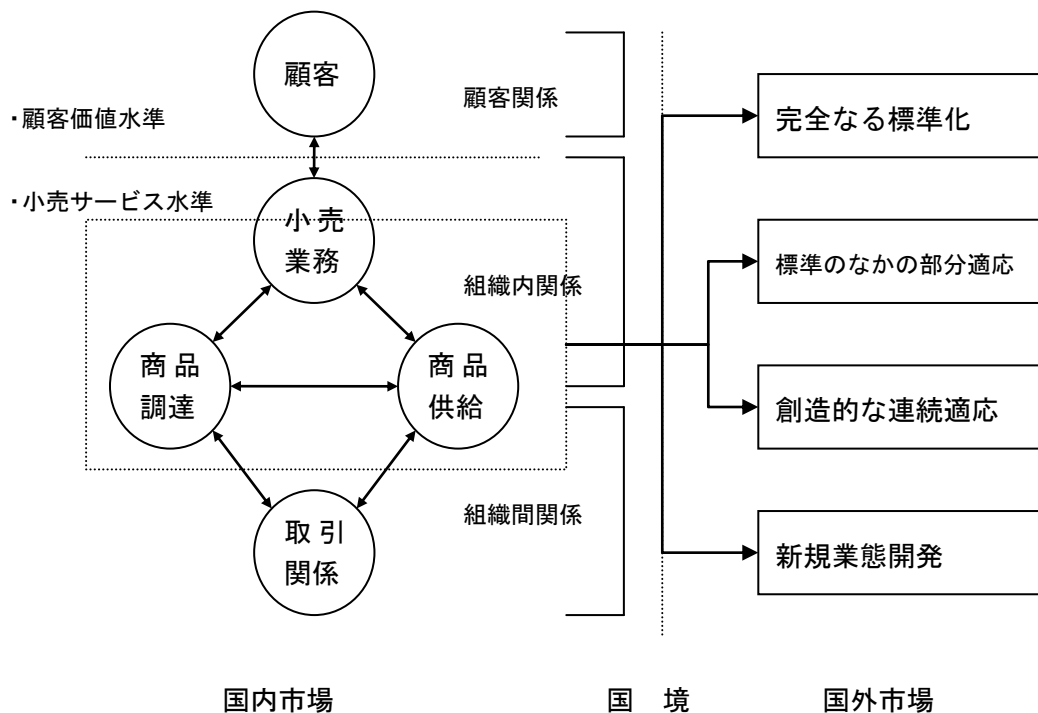 顧客
顧客関係
・顧客価値水準
・小売サービス水準
小 売
業務
組織内関係
商 品
調達
商 品
供給
組織間関係
取 引
関係
完全なる標準化
標準のなかの部分適応
創造的な連続適応
新規業態開発
国内市場
国 境
国外市場